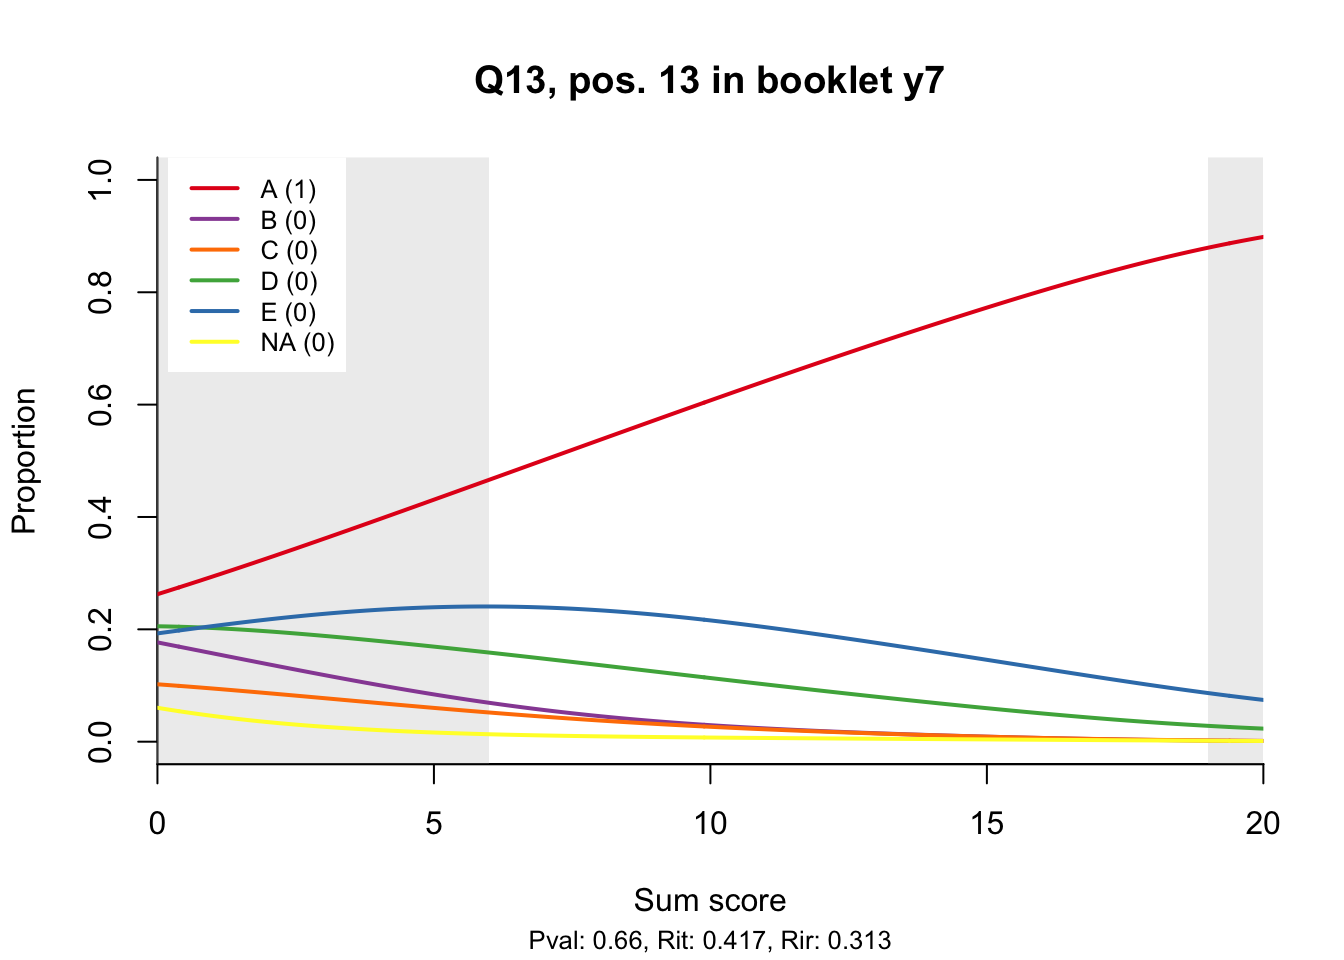 Q13, pos. 13 in booklet y7
A (1)
B (0)
C (0)
D (0)
E (0)
NA (0)
Proportion
1.0
0.8
0.6
0.4
0.2
0.0
0 5 10 15 20
Sum score
Pval: 0.66, Rit: 0.417, Rir: 0.313